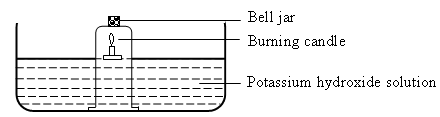 Bell jar
Burning candle
Potassium hydroxide solution